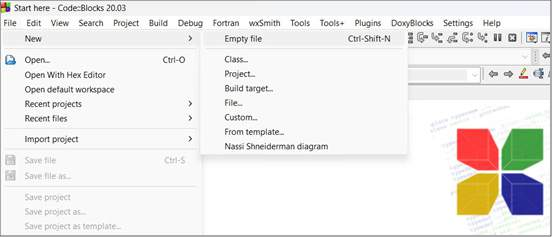 Start here - Code::Blocks 20.03
File Edit View Search Project Build Debug Fortran wxSmith Tools Tools+ Plugins DoxyBlocks Settings Help
New
Open... Ctrl-O
Open With Hex Editor
Open default workspace
Recent projects
Recent files
Import project
Save file Ctrl-S
Save file as...
Save project
Save project as...
Save project as template...
Empty file Ctrl-Shift-N
Class...
Project...
Build target...
File...
Custom...
From template...
Nassi Shneiderman diagram